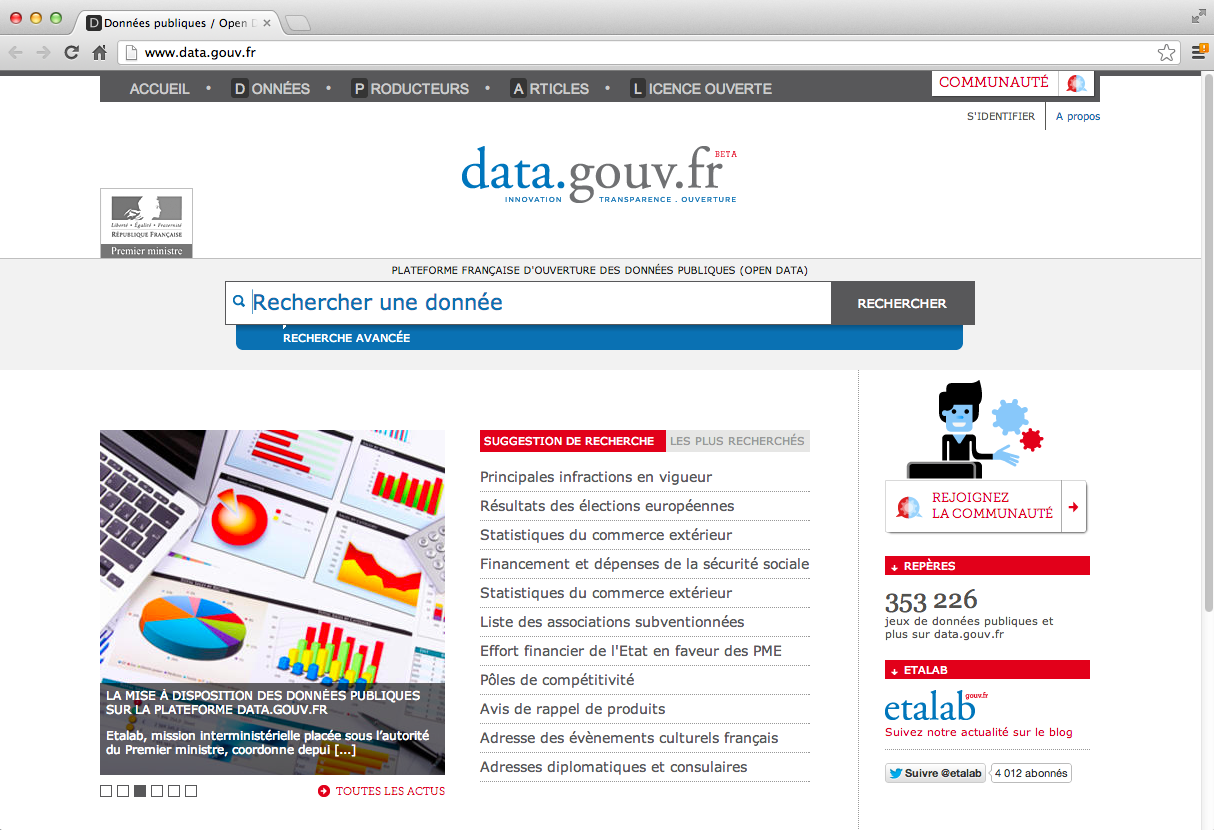 Données publiques / Open D
www.data.gouv.fr
ACCUEIL • DONNÉES • PRODUCTEURS • ARTICLES • LICENCE OUVERTE
COMMUNAUTÉ
S'IDENTIFIER
A propos
data.gouv.fr BETA
INNOVATION TRANSPARENCE . OUVERTURE
Liberté • Égalité • Fraternité
RÉPUBLIQUE FRANÇAISE
Premier ministre
PLATEFORME FRANÇAISE D'OUVERTURE DES DONNÉES PUBLIQUES (OPEN DATA)
Rechercher une donnée
RECHERCHER
RECHERCHE AVANCÉE
LA MISE À DISPOSITION DES DONNÉES PUBLIQUES
SUR LA PLATEFORME DATA.GOUV.FR
Etalab, mission interministérielle placée sous l'autorité
du Premier ministre, coordonne depui [...]
TOUTES LES ACTUS
SUGGESTION DE RECHERCHE
LES PLUS RECHERCHÉS
Principales infractions en vigueur
Résultats des élections européennes
Statistiques du commerce extérieur
Financement et dépenses de la sécurité sociale
Statistiques du commerce extérieur
Liste des associations subventionnées
Effort financier de l'Etat en faveur des PME
Pôles de compétitivité
Avis de rappel de produits
Adresse des évènements culturels français
Adresses diplomatiques et consulaires
REJOIGNEZ
LA COMMUNAUTÉ
REPÈRES
353 226
jeux de données publiques et
plus sur data.gouv.fr
ETALAB
etalab gouv.fr
Suivez notre actualité sur le blog
Suivre @etalab
4 012 abonnés